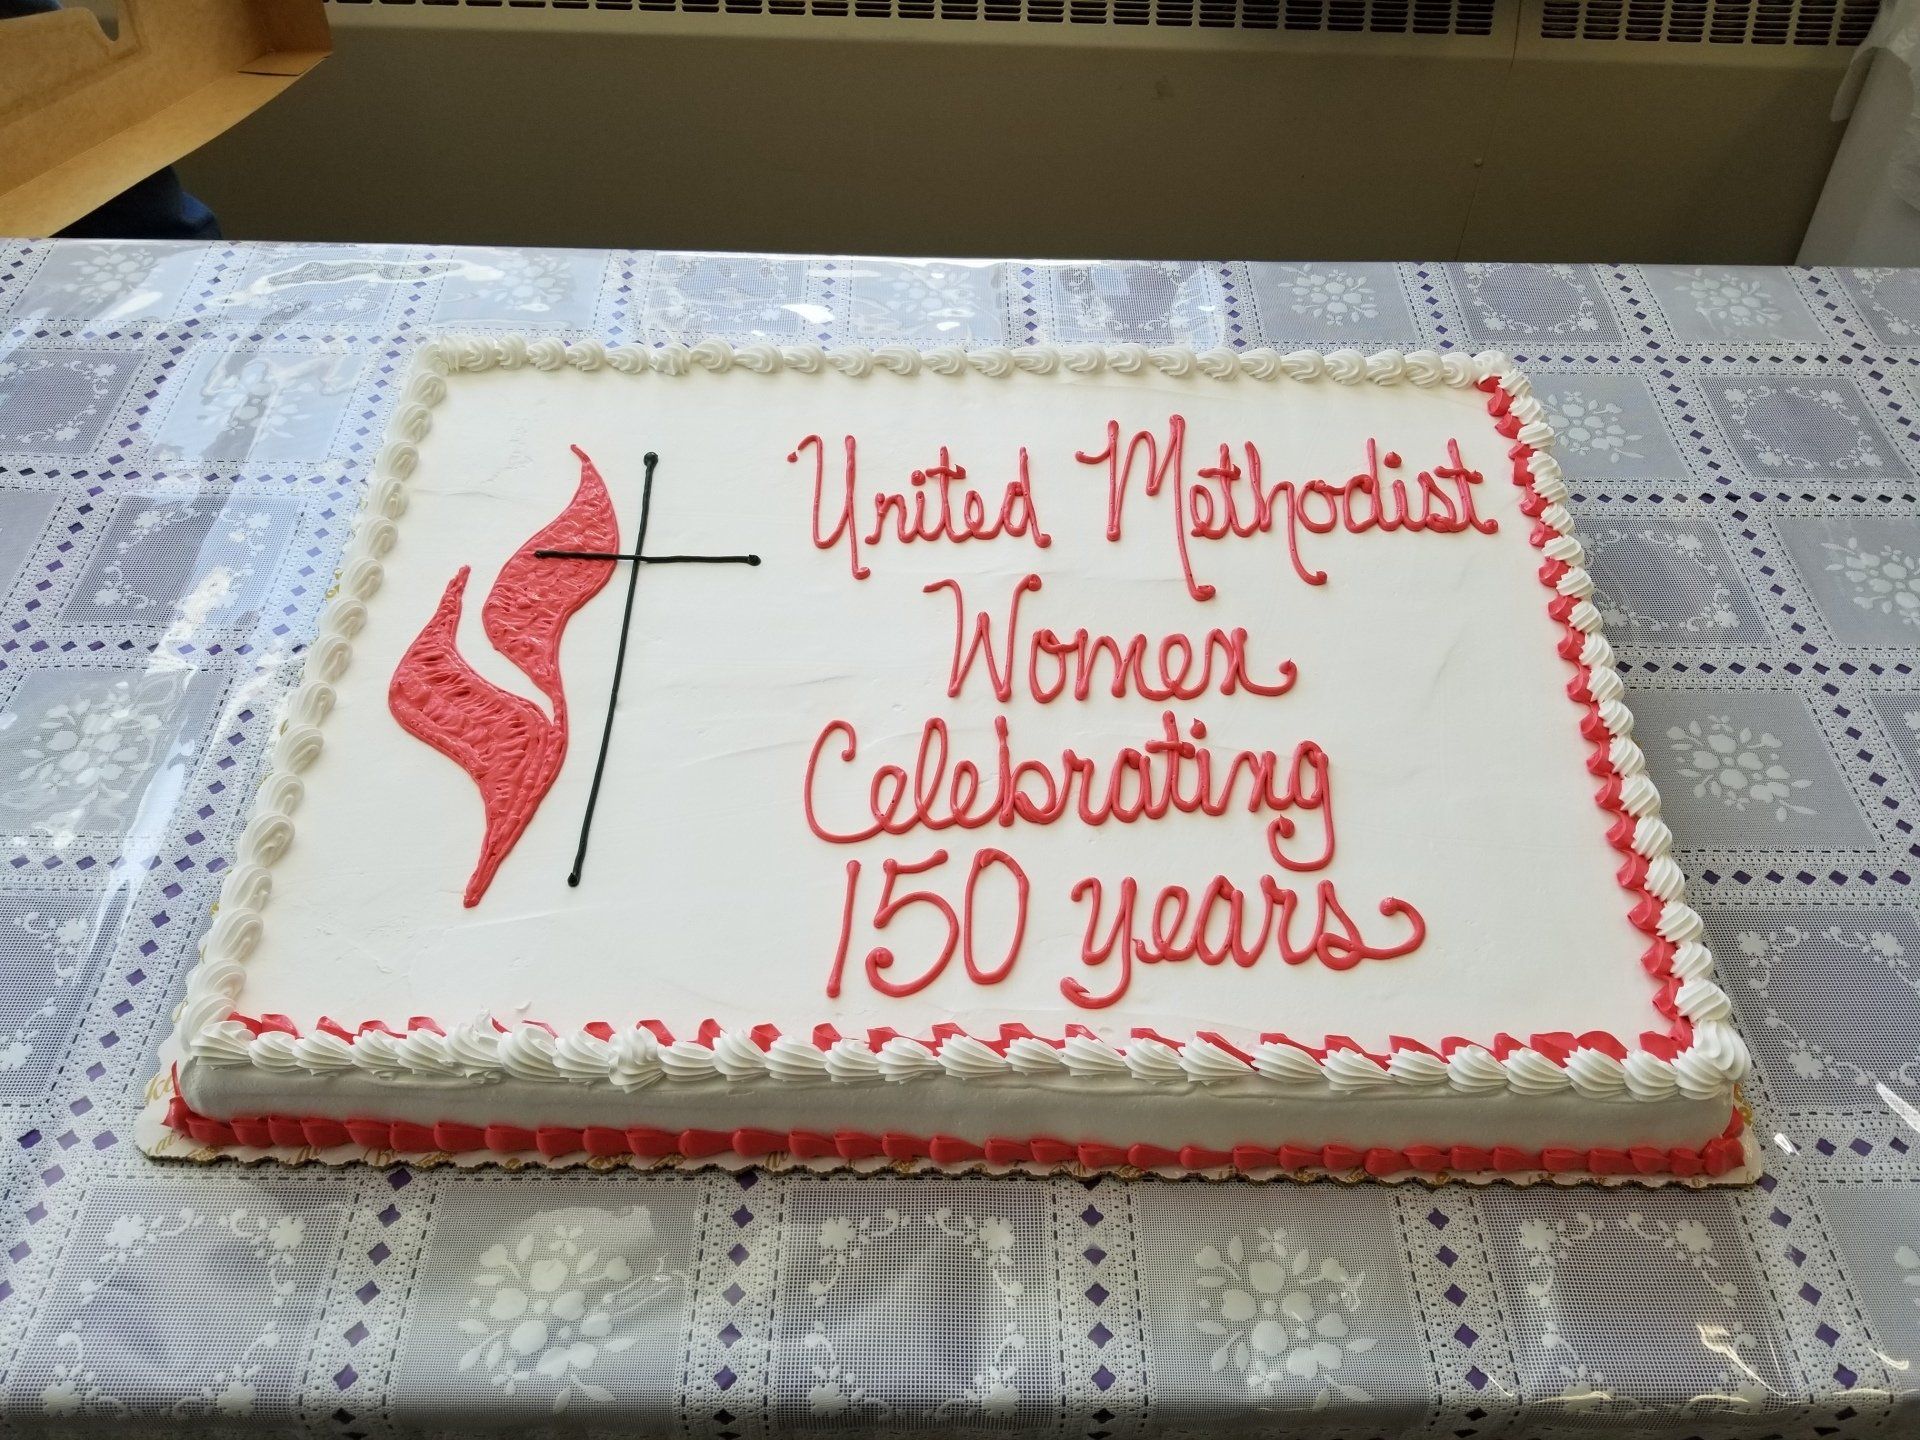 United Methodist
Women
Celebrating
150 years